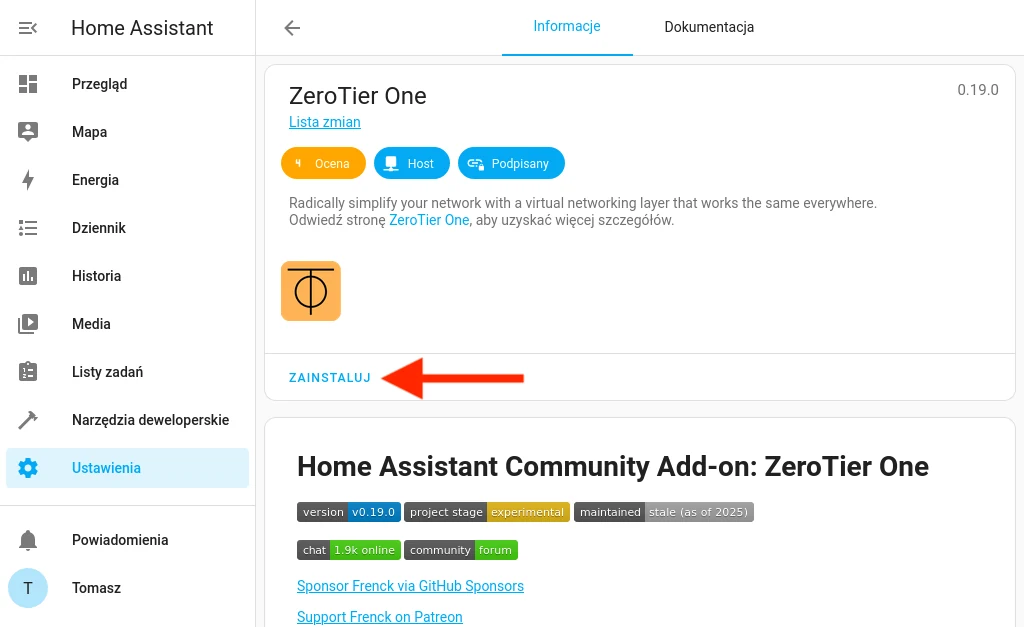 Home Assistant
Informacje
Dokumentacja
Przegląd
Mapa
Energia
Dziennik
Historia
Media
Listy zadań
Narzędzia deweloperskie
Ustawienia
Powiadomienia
T
Tomasz
ZeroTier One
0.19.0
Lista zmian
4 Ocena
Host
Podpisany
Radically simplify your network with a virtual networking layer that works the same everywhere.
Odwiedź stronę ZeroTier One, aby uzyskać więcej szczegółów.
ZAINSTALUJ
Home Assistant Community Add-on: ZeroTier One
version v0.19.0 project stage experimental maintained stale (as of 2025)
chat 1.9k online community forum
Sponsor Frenck via GitHub Sponsors
Support Frenck on Patreon